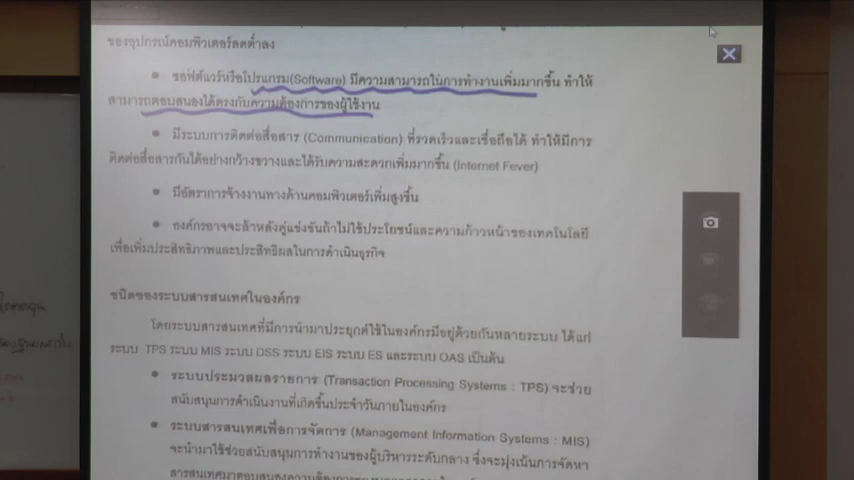 ของอุปกรณ์คอมพิวเตอร์ลดต่ำลง
• ซอฟต์แวร์หรือโปรแกรม(Software) มีความสามารถในการทำงานเพิ่มมากขึ้น ทำให้
สามารถตอบสนองได้ตรงกับความต้องการของผู้ใช้งาน
• มีระบบการติดต่อสื่อสาร (Communication) ที่รวดเร็วและเชื่อถือได้ ทำให้มีการ
ติดต่อสื่อสารกันได้อย่างกว้างขวางและได้รับความสะดวกเพิ่มมากขึ้น (Internet Fever)
• มีอัตราการจ้างงานทางด้านคอมพิวเตอร์เพิ่มสูงขึ้น
• องค์กรอาจจะล้าหลังคู่แข่งขันถ้าไม่ใช้ประโยชน์และความก้าวหน้าของเทคโนโลยี
เพื่อเพิ่มประสิทธิภาพและประสิทธิผลในการดำเนินธุรกิจ
ชนิดของระบบสารสนเทศในองค์กร
โดยระบบสารสนเทศที่มีการนำมาประยุกต์ใช้ในองค์กรมีอยู่ด้วยกันหลายระบบ ได้แก่
ระบบ TPS ระบบ MIS ระบบ DSS ระบบ EIS ระบบ ES และระบบ OAS เป็นต้น
• ระบบประมวลผลรายการ (Transaction Processing Systems : TPS) จะช่วย
สนับสนุนการดำเนินงานที่เกิดขึ้นประจำวันภายในองค์กร
• ระบบสารสนเทศเพื่อการจัดการ (Management Information Systems : MIS)
จะนำมาใช้ช่วยสนับสนุนการทำงานของผู้บริหารระดับกลาง ซึ่งจะมุ่งเน้นการจัดหา
สารสนเทศมาตอบสนองความต้องการของ